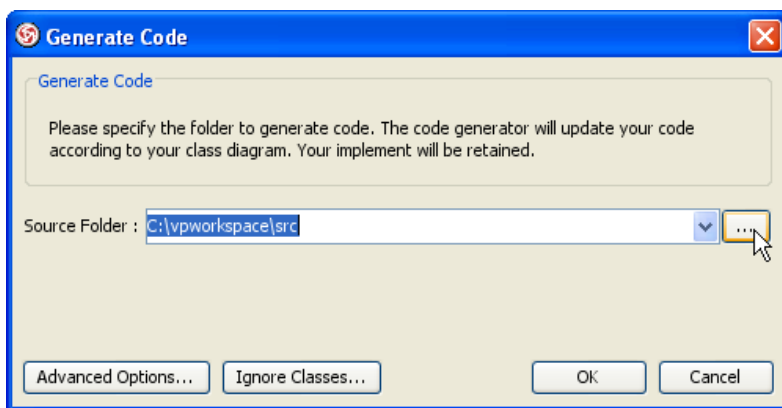 Generate Code
Generate Code
Please specify the folder to generate code. The code generator will update your code
according to your class diagram. Your implement will be retained.
Source Folder : C:\vpworkspace\src ...
Advanced Options... Ignore Classes... OK Cancel